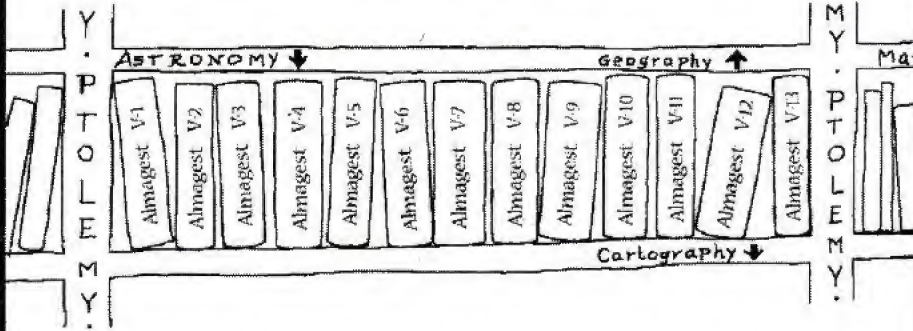 Y. PTOLEMY.
ASTRONOMY ↓
Geography ↑
Almagest V-1
Almagest V-2
Almagest V-3
Almagest V-4
Almagest V-5
Almagest V-6
Almagest V-7
Almagest V-8
Almagest V-9
Almagest V-10
Almagest V-11
Almagest V-12
Almagest V-13
Cartography ↓
MY. PTOLEMY.